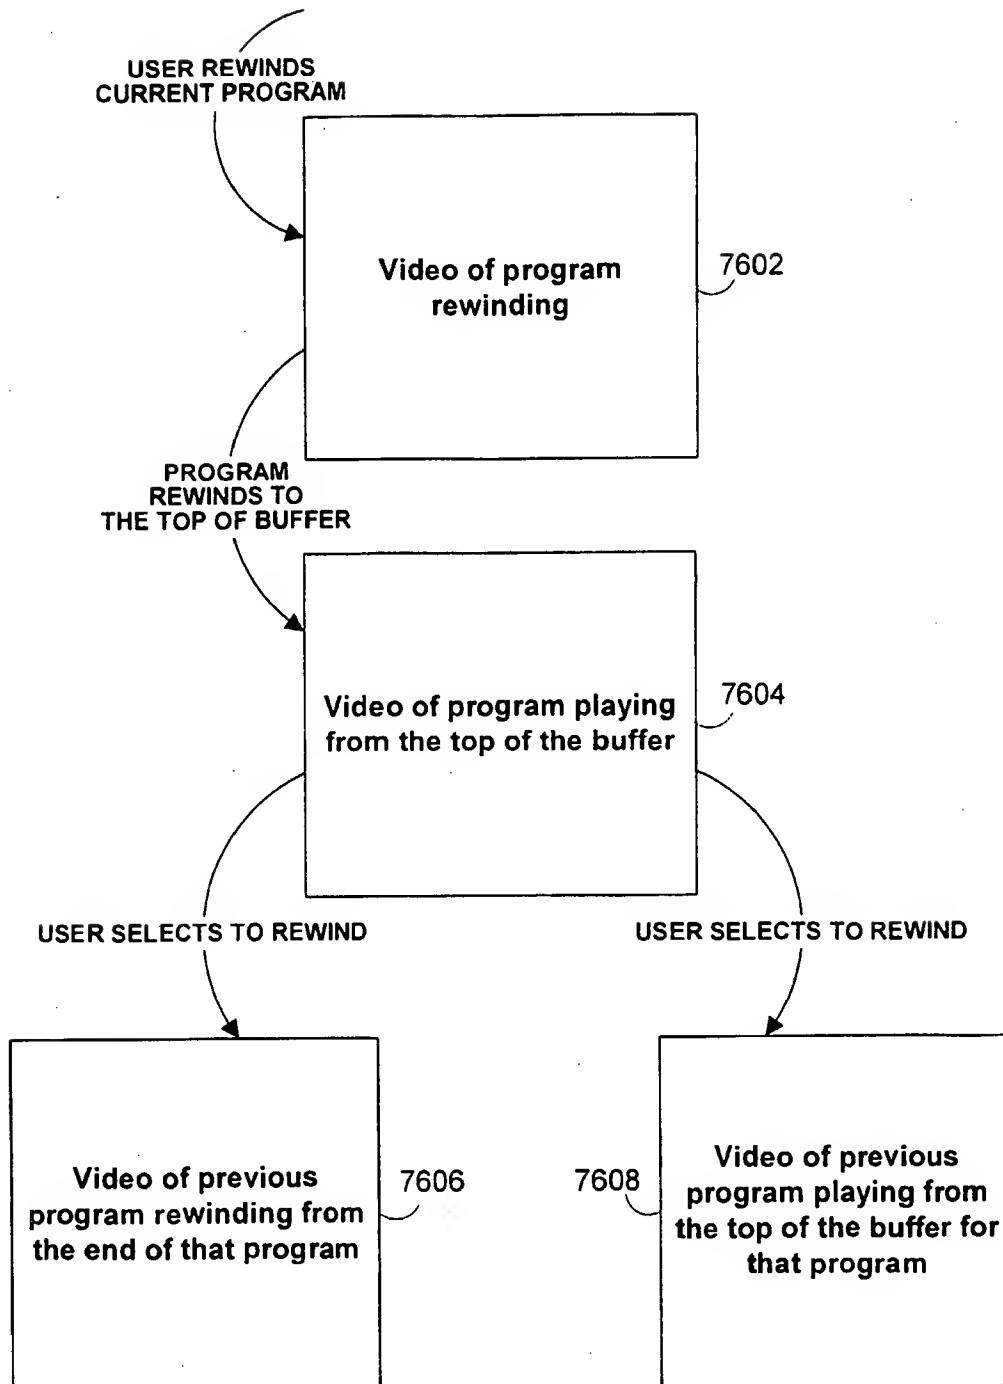 USER REWINDS
CURRENT PROGRAM
Video of program
rewinding
7602
PROGRAM
REWINDS TO
THE TOP OF BUFFER
Video of program playing
from the top of the buffer
7604
USER SELECTS TO REWIND
USER SELECTS TO REWIND
Video of previous
program rewinding from
the end of that program
7606
7608
Video of previous
program playing from
the top of the buffer for
that program